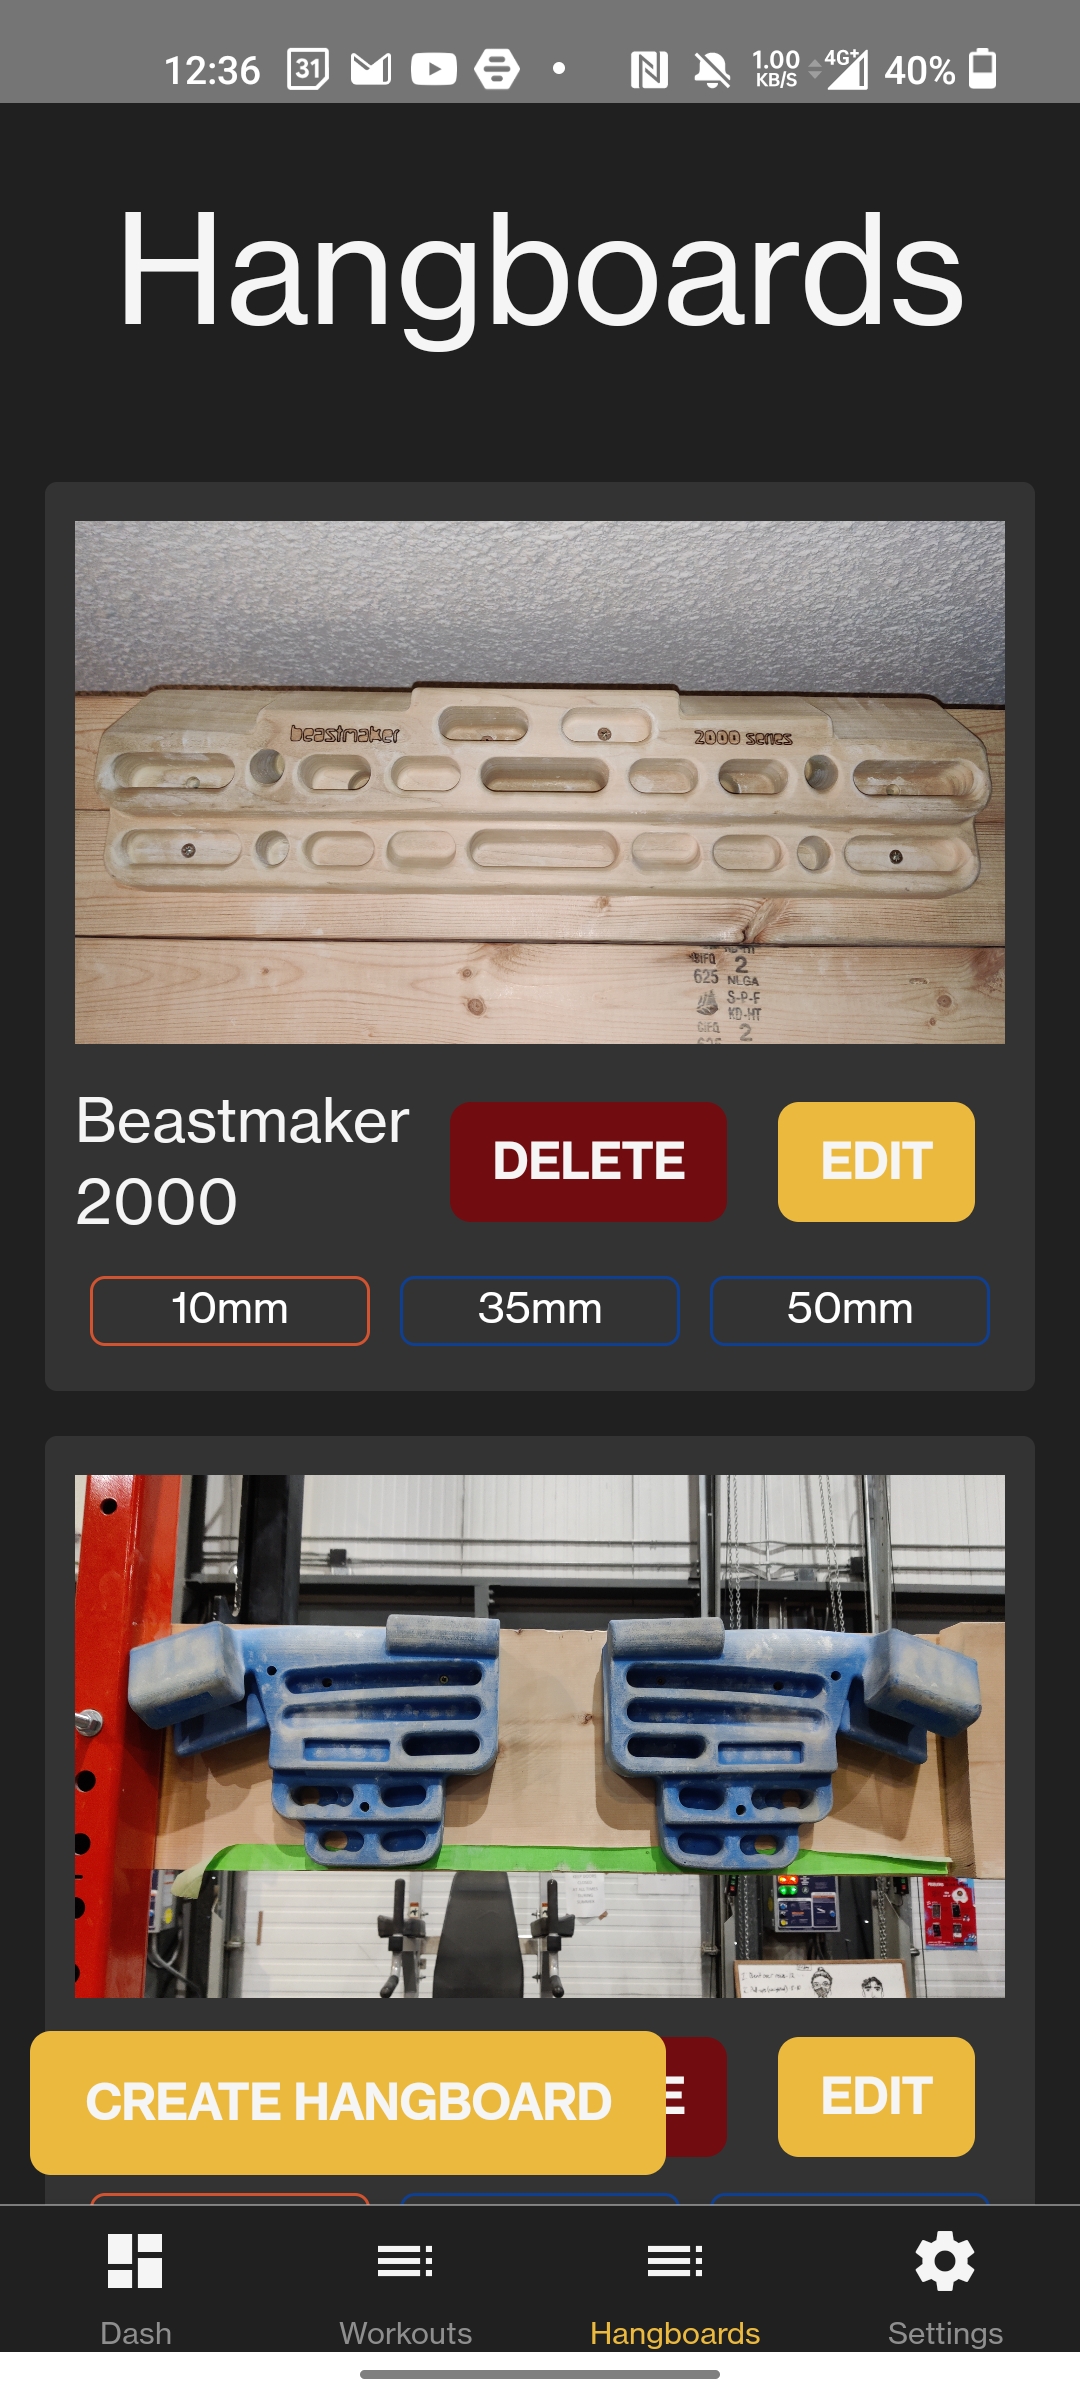 12:36
31
1.00
KB/S
4G+
40%
Hangboards
beastmaker
2000 series
2
625 NLGA
S-P-F
KD-HT
2
Beastmaker
2000
DELETE
EDIT
10mm
35mm
50mm
CREATE HANGBOARD
E
EDIT
Dash
Workouts
Hangboards
Settings